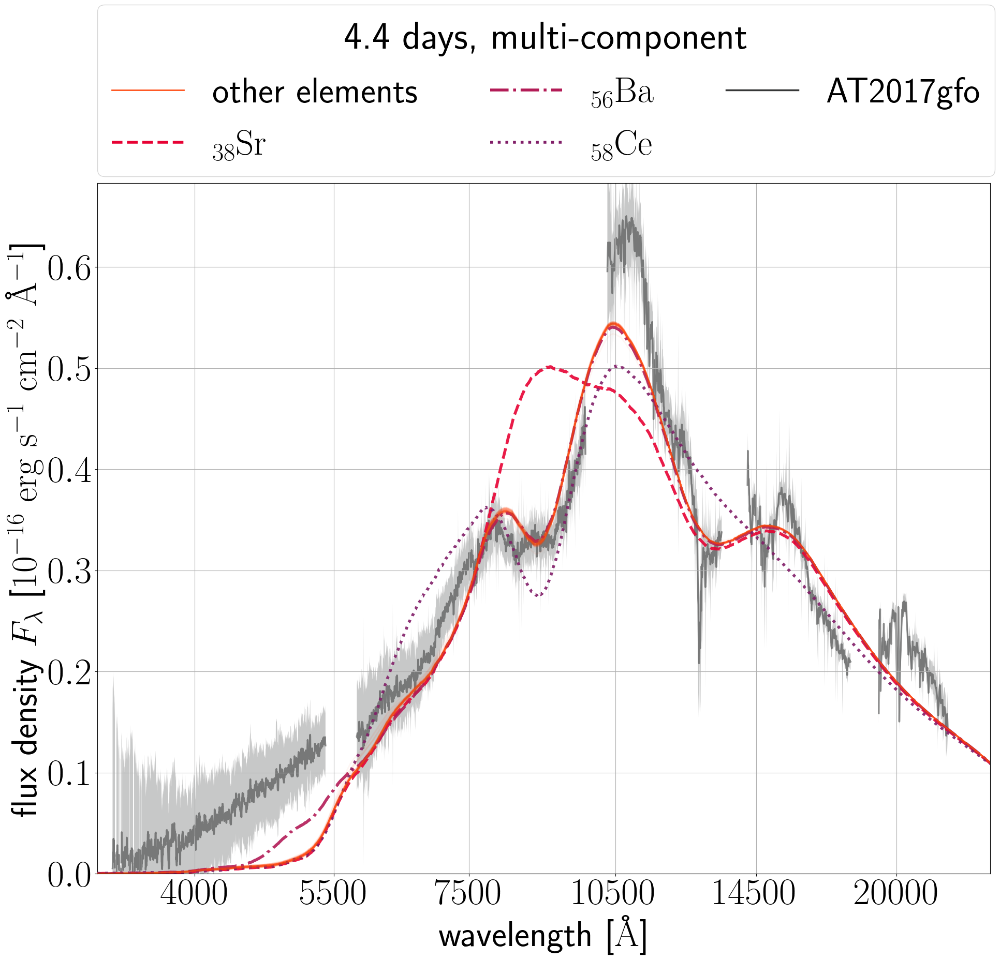 4.4 days, multi-component
other elements
₃₈Sr
₅₆Ba
₅₈Ce
AT2017gfo
flux density F_λ [10⁻¹⁶ erg s⁻¹ cm⁻² Å⁻¹]
0.6
0.5
0.4
0.3
0.2
0.1
0.0
4000 5500 7500 10500 14500 20000
wavelength [Å]